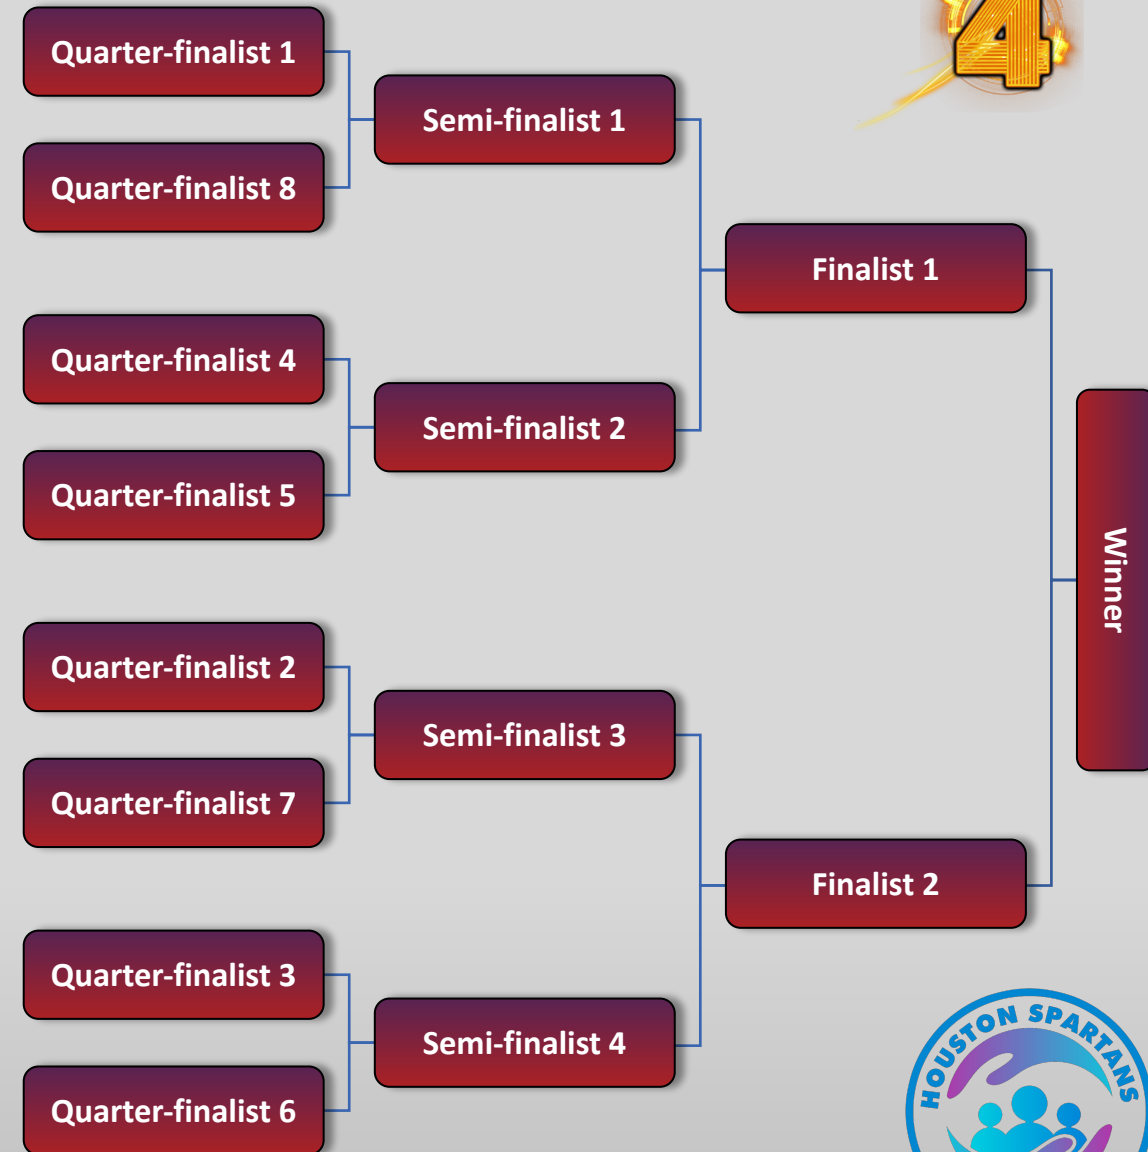 4
Quarter-finalist 1
Semi-finalist 1
Quarter-finalist 8
Finalist 1
Quarter-finalist 4
Semi-finalist 2
Quarter-finalist 5
Winner
Quarter-finalist 2
Semi-finalist 3
Quarter-finalist 7
Finalist 2
Quarter-finalist 3
Semi-finalist 4
Quarter-finalist 6
HOUSTON SPARTANS